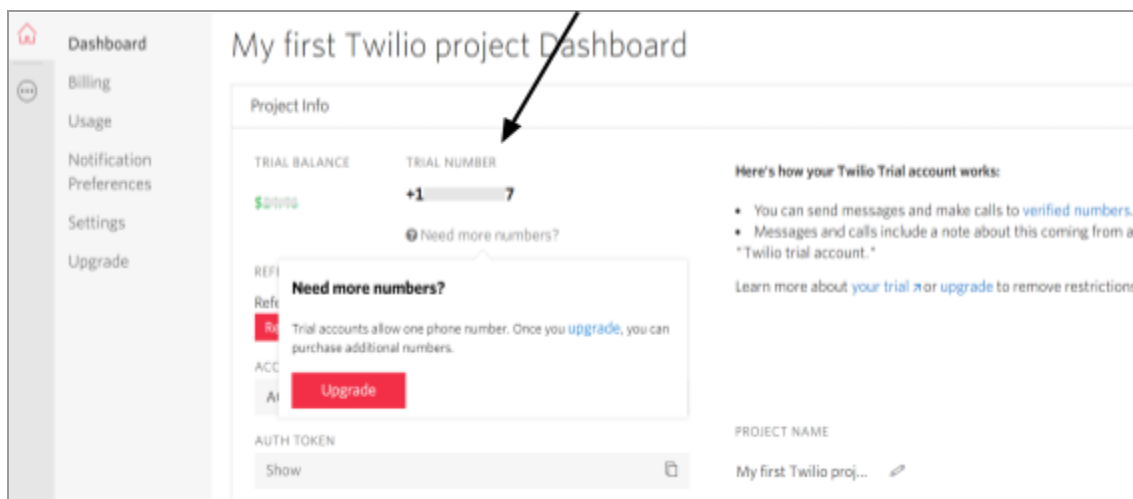 Dashboard
Billing
Usage
Notification
Preferences
Settings
Upgrade
My first Twilio project Dashboard
Project Info
TRIAL BALANCE
TRIAL NUMBER
+1 7
Need more numbers?
Need more numbers?
Trial accounts allow one phone number. Once you upgrade, you can
purchase additional numbers.
Upgrade
AUTH TOKEN
Show
Here's how your Twilio Trial account works:
• You can send messages and make calls to verified numbers.
• Messages and calls include a note about this coming from a
"Twilio trial account."
Learn more about your trial or upgrade to remove restrictions
PROJECT NAME
My first Twilio proj...